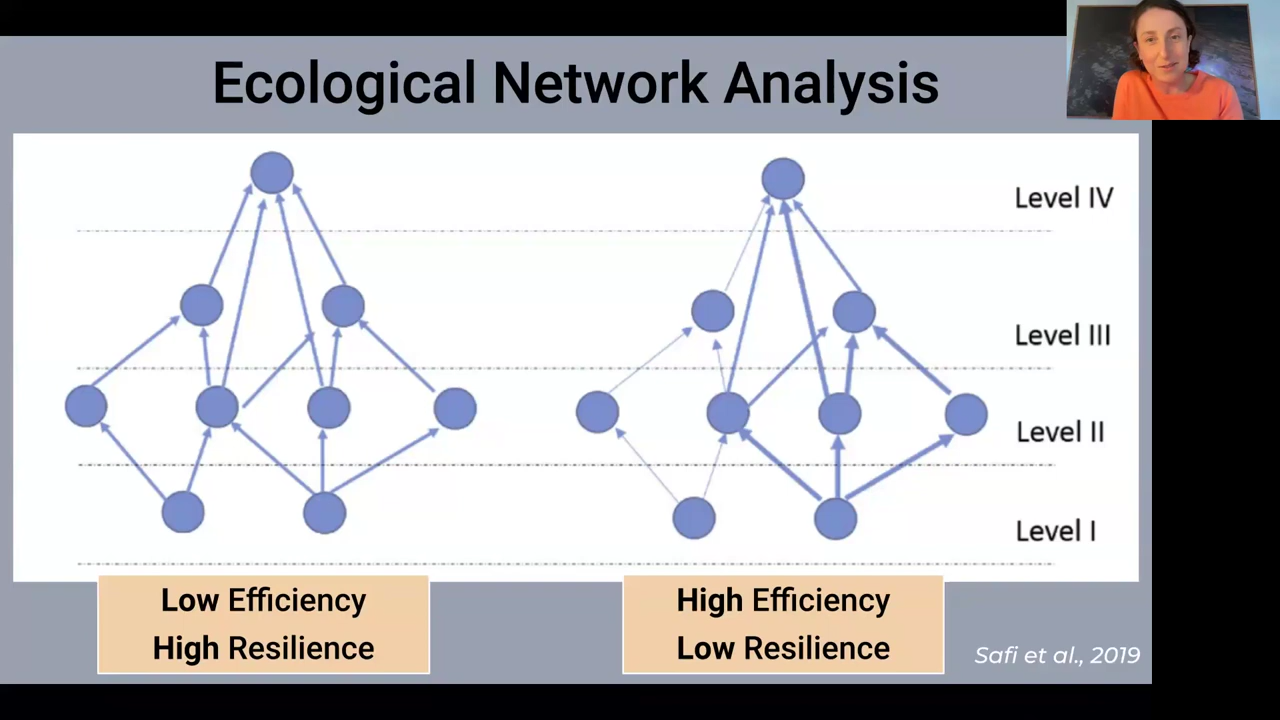 Ecological Network Analysis
Level IV
Level III
Level II
Level I
Low Efficiency
High Resilience
High Efficiency
Low Resilience
Safi et al., 2019